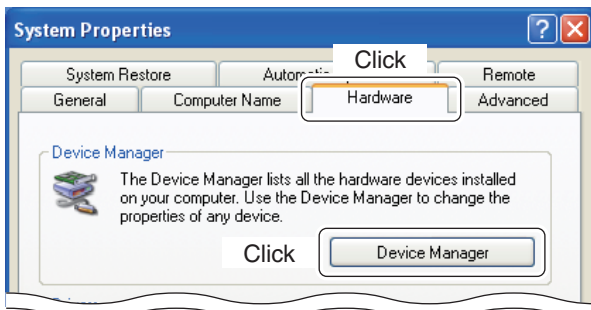 System Properties
Click
System Restore Remote
General Computer Name Hardware Advanced
Device Manager
The Device Manager lists all the hardware devices installed
on your computer. Use the Device Manager to change the
properties of any device.
Click Device Manager